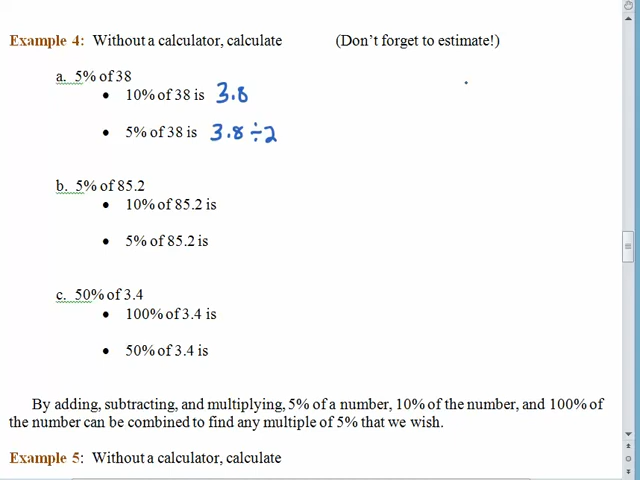 Example 4: Without a calculator, calculate (Don't forget to estimate!)
a. 5% of 38
• 10% of 38 is 3.8
• 5% of 38 is 3.8 ÷ 2
b. 5% of 85.2
• 10% of 85.2 is
• 5% of 85.2 is
c. 50% of 3.4
• 100% of 3.4 is
• 50% of 3.4 is
By adding, subtracting, and multiplying, 5% of a number, 10% of the number, and 100% of
the number can be combined to find any multiple of 5% that we wish.
Example 5: Without a calculator, calculate